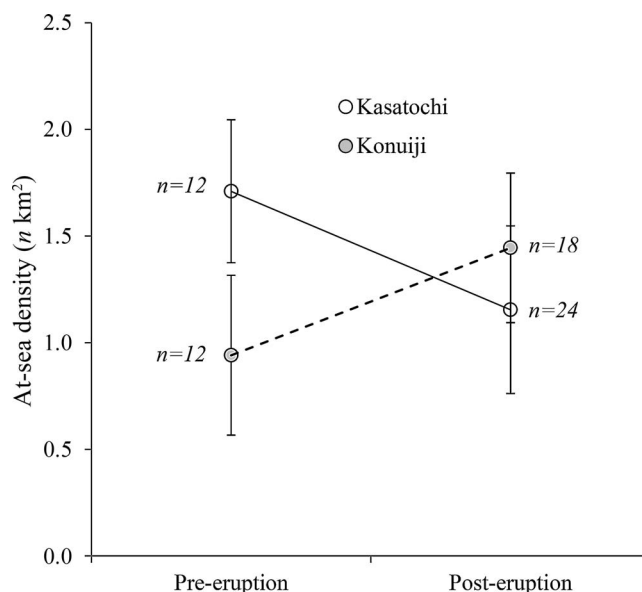 At-sea density (n km²)
2.5
2.0
1.5
1.0
0.5
0.0
Kasatochi
Konuiji
n=12
n=12
n=18
n=24
Pre-eruption
Post-eruption